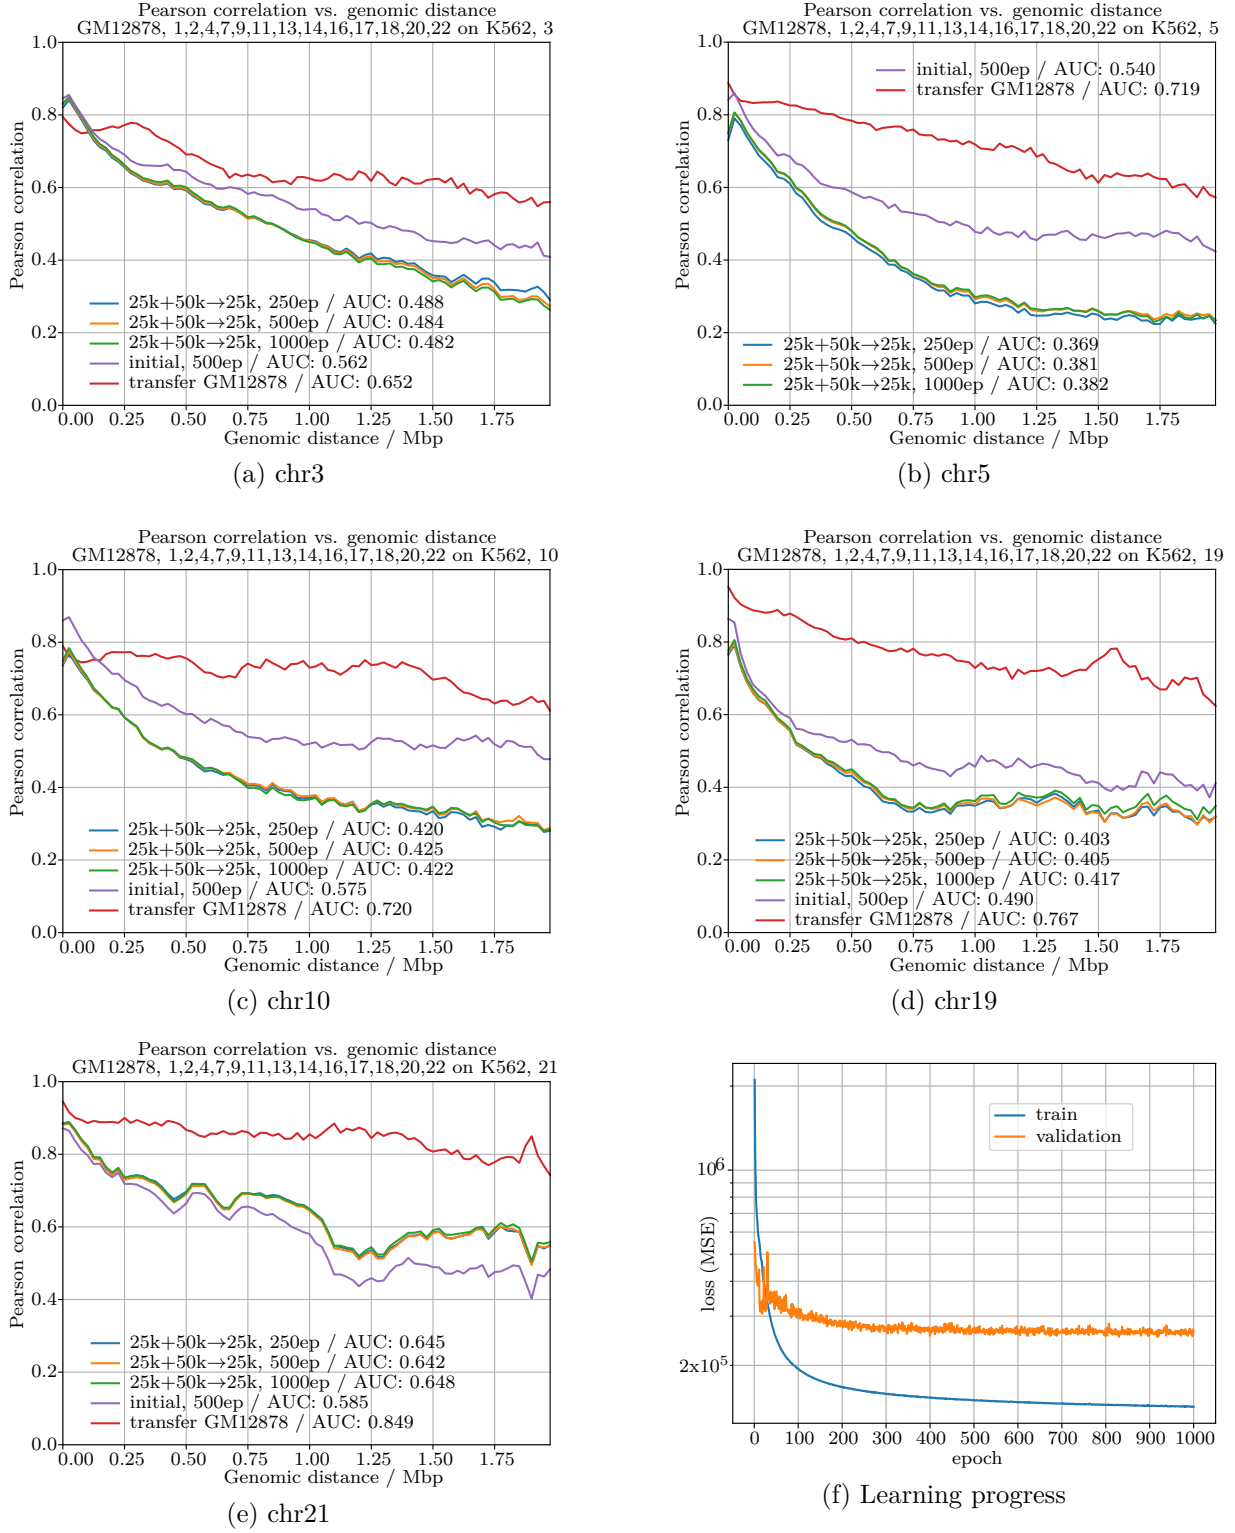 Pearson correlation vs. genomic distance
GM12878, 1,2,4,7,9,11,13,14,16,17,18,20,22 on K562, 3
1.0
0.8
0.6
0.4
0.2
0.0
Pearson correlation
25k+50k→25k, 250ep / AUC: 0.488
25k+50k→25k, 500ep / AUC: 0.484
25k+50k→25k, 1000ep / AUC: 0.482
initial, 500ep / AUC: 0.562
transfer GM12878 / AUC: 0.652
0.00 0.25 0.50 0.75 1.00 1.25 1.50 1.75
Genomic distance / Mbp
(a) chr3
Pearson correlation vs. genomic distance
GM12878, 1,2,4,7,9,11,13,14,16,17,18,20,22 on K562, 5
1.0
0.8
0.6
0.4
0.2
0.0
Pearson correlation
initial, 500ep / AUC: 0.540
transfer GM12878 / AUC: 0.719
25k+50k→25k, 250ep / AUC: 0.369
25k+50k→25k, 500ep / AUC: 0.381
25k+50k→25k, 1000ep / AUC: 0.382
0.00 0.25 0.50 0.75 1.00 1.25 1.50 1.75
Genomic distance / Mbp
(b) chr5
Pearson correlation vs. genomic distance
GM12878, 1,2,4,7,9,11,13,14,16,17,18,20,22 on K562, 10
1.0
0.8
0.6
0.4
0.2
0.0
Pearson correlation
25k+50k→25k, 250ep / AUC: 0.420
25k+50k→25k, 500ep / AUC: 0.425
25k+50k→25k, 1000ep / AUC: 0.422
initial, 500ep / AUC: 0.575
transfer GM12878 / AUC: 0.720
0.00 0.25 0.50 0.75 1.00 1.25 1.50 1.75
Genomic distance / Mbp
(c) chr10
Pearson correlation vs. genomic distance
GM12878, 1,2,4,7,9,11,13,14,16,17,18,20,22 on K562, 19
1.0
0.8
0.6
0.4
0.2
0.0
Pearson correlation
25k+50k→25k, 250ep / AUC: 0.403
25k+50k→25k, 500ep / AUC: 0.405
25k+50k→25k, 1000ep / AUC: 0.417
initial, 500ep / AUC: 0.490
transfer GM12878 / AUC: 0.767
0.00 0.25 0.50 0.75 1.00 1.25 1.50 1.75
Genomic distance / Mbp
(d) chr19
Pearson correlation vs. genomic distance
GM12878, 1,2,4,7,9,11,13,14,16,17,18,20,22 on K562, 21
1.0
0.8
0.6
0.4
0.2
0.0
Pearson correlation
25k+50k→25k, 250ep / AUC: 0.645
25k+50k→25k, 500ep / AUC: 0.642
25k+50k→25k, 1000ep / AUC: 0.648
initial, 500ep / AUC: 0.585
transfer GM12878 / AUC: 0.849
0.00 0.25 0.50 0.75 1.00 1.25 1.50 1.75
Genomic distance / Mbp
(e) chr21
train
validation
10⁶
2x10⁵
loss (MSE)
0 100 200 300 400 500 600 700 800 900 1000
epoch
(f) Learning progress